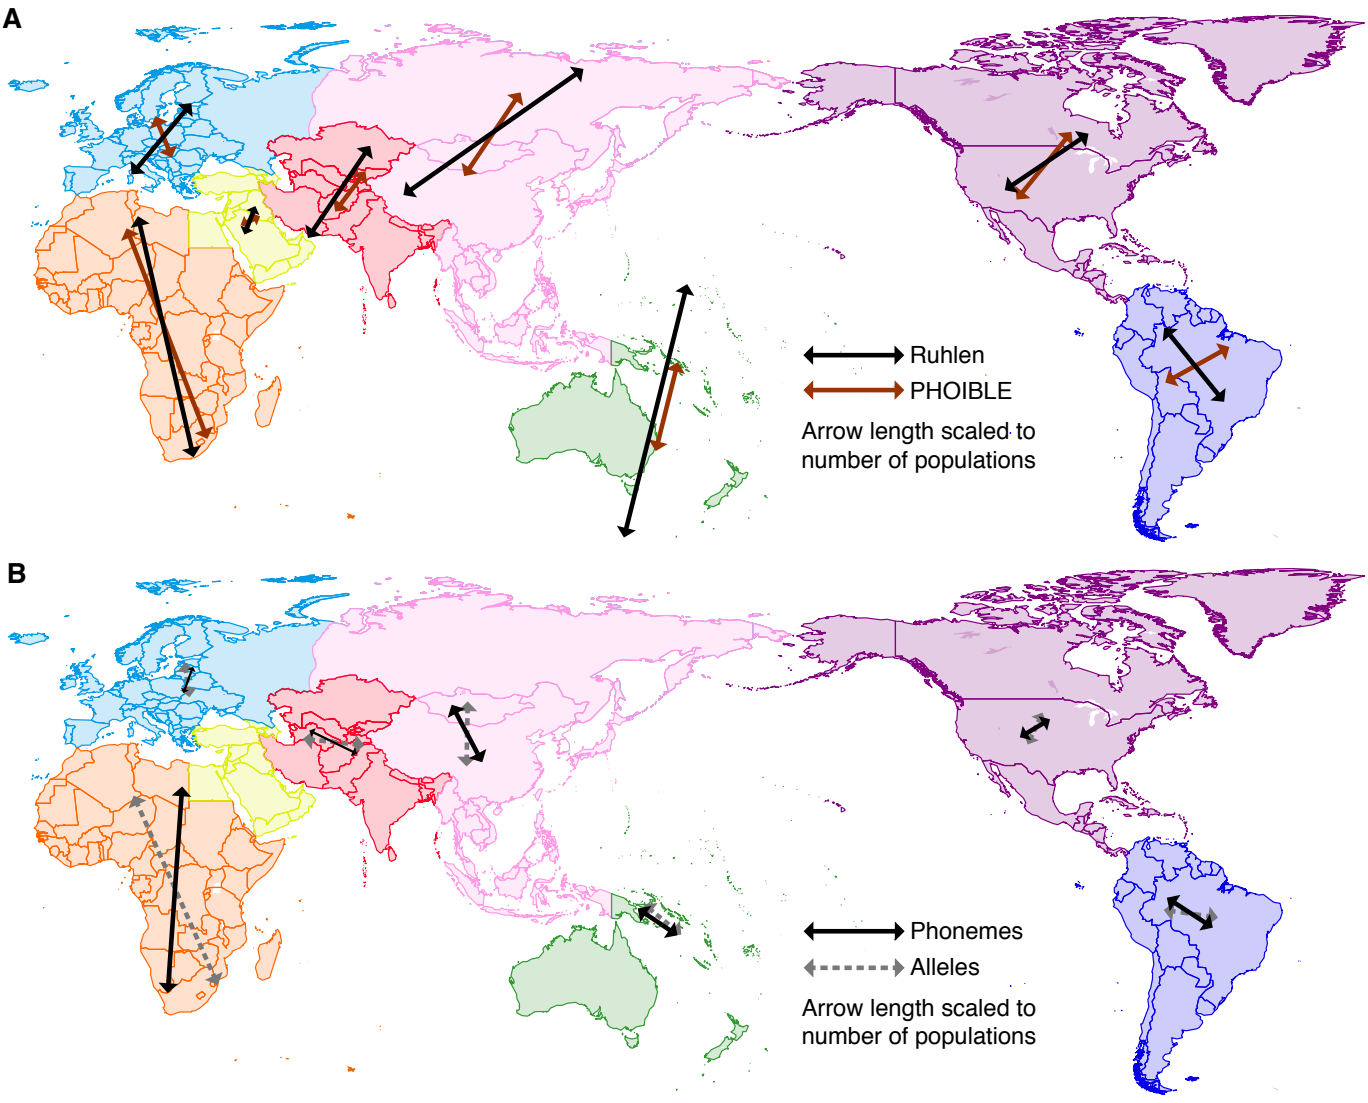 A
Ruhlen
PHOIBLE
Arrow length scaled to
number of populations
B
Phonemes
Alleles
Arrow length scaled to
number of populations